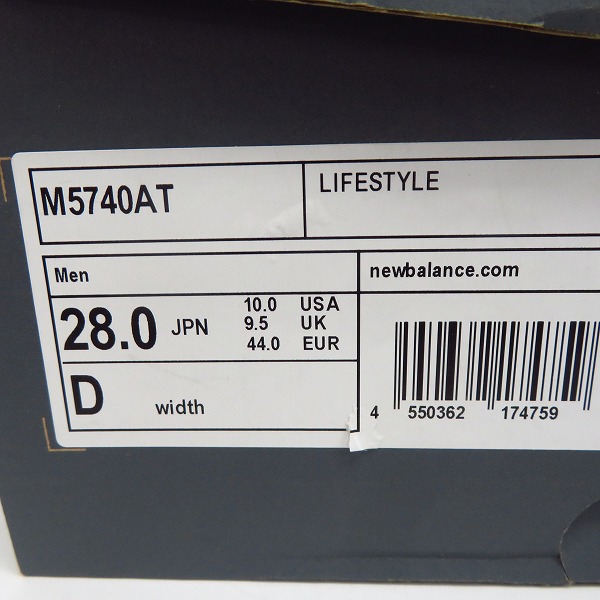 M5740AT
LIFESTYLE
Men
newbalance.com
28.0 JPN
10.0 USA
9.5 UK
44.0 EUR
D width
4 550362 174759